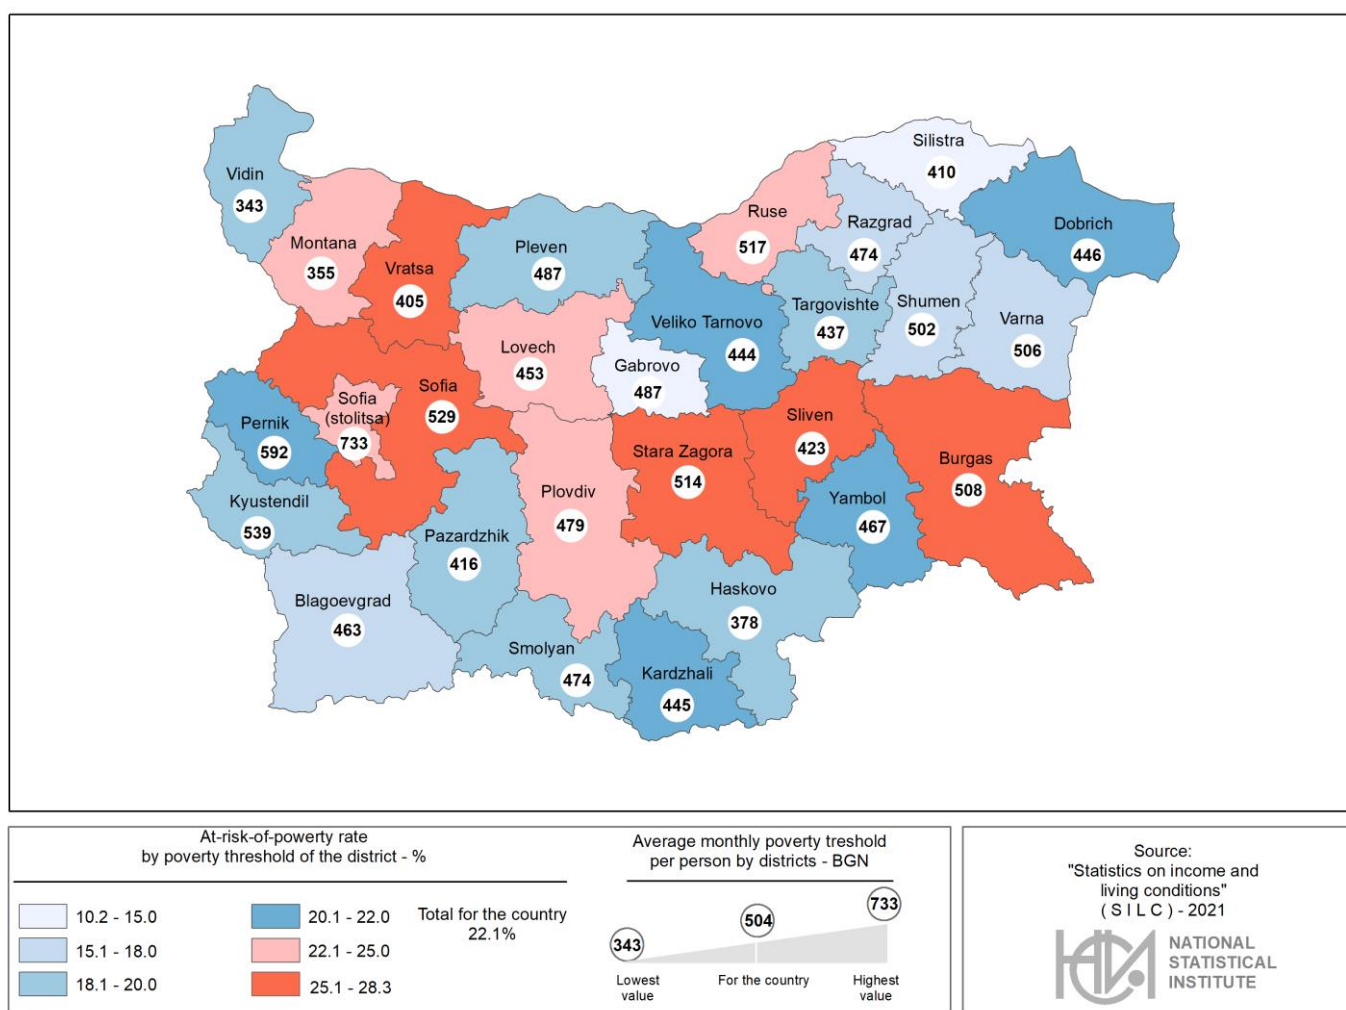 Silistra
410
Vidin
343
Ruse
517
Razgrad
474
Dobrich
446
Montana
355
Pleven
487
Vratsa
405
Targovishte
437
Shumen
502
Varna
506
Veliko Tarnovo
444
Lovech
453
Gabrovo
487
Sofia
529
Sofia
(stolitsa)
733
Pernik
592
Sliven
423
Stara Zagora
514
Burgas
508
Kyustendil
539
Plovdiv
479
Yambol
467
Pazardzhik
416
Haskovo
378
Blagoevgrad
463
Smolyan
474
Kardzhali
445
At-risk-of-powerty rate
by poverty threshold of the district - %
10.2 - 15.0
15.1 - 18.0
18.1 - 20.0
20.1 - 22.0
22.1 - 25.0
25.1 - 28.3
Total for the country
22.1%
Average monthly poverty treshold
per person by districts - BGN
343
504
733
Lowest
value
For the country
Highest
value
Source:
"Statistics on income and
living conditions"
( S I L C ) - 2021
НСИ
NATIONAL
STATISTICAL
INSTITUTE